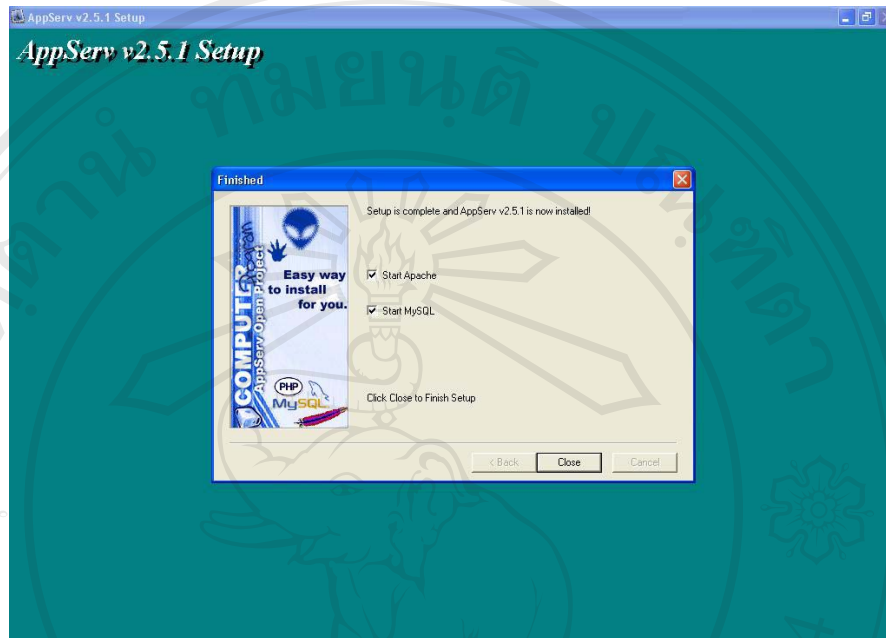 AppServ v2.5.1 Setup
AppServ v2.5.1 Setup
Finished
Setup is complete and AppServ v2.5.1 is now installed!
COMPUTER
Program
AppServ Open Project
Easy way
to install
for you.
Start Apache
Start MySQL
PHP
MySQL
Click Close to Finish Setup
< Back
Close
Cancel